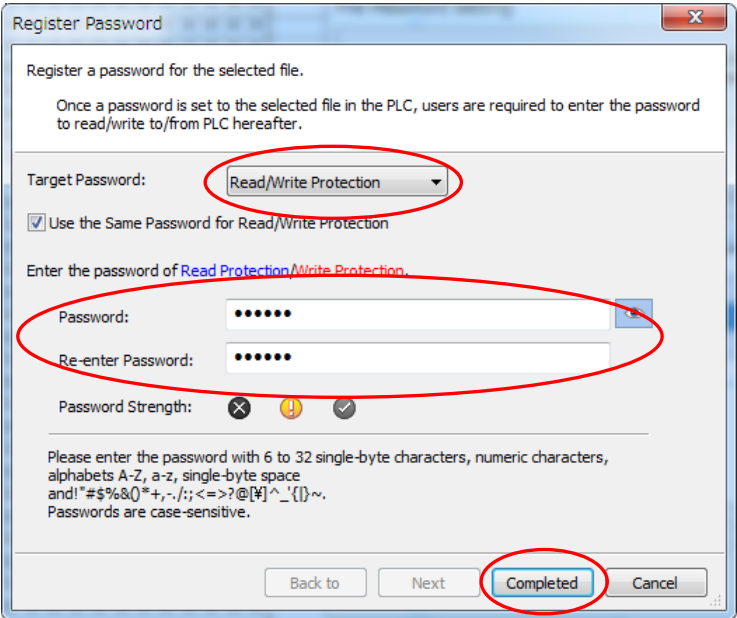 Register Password
Register a password for the selected file.
Once a password is set to the selected file in the PLC, users are required to enter the password
to read/write to/from PLC hereafter.
Target Password: Read/Write Protection
Use the Same Password for Read/Write Protection
Enter the password of Read Protection/Write Protection.
Password: ••••••
Re-enter Password: ••••••
Password Strength:
Please enter the password with 6 to 32 single-byte characters, numeric characters,
alphabets A-Z, a-z, single-byte space
and!"#$%&()*+,-./:;<=>?@[¥]^_'{|}~.
Passwords are case-sensitive.
Back to Next Completed Cancel